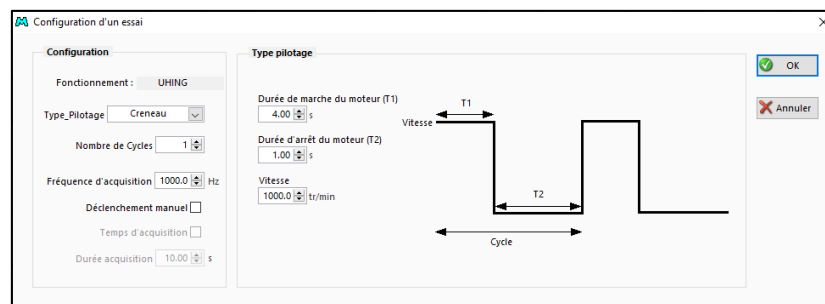 Configuration d'un essai
Configuration
Fonctionnement : UHING
Type_Pilotage Creneau
Nombre de Cycles 1
Fréquence d'acquisition 1000.0 Hz
Déclenchement manuel
Temps d'acquisition
Durée acquisition 10.00 s
Type pilotage
Durée de marche du moteur (T1)
4.00 s
Durée d'arrêt du moteur (T2)
1.00 s
Vitesse
1000.0 tr/min
T1
Vitesse
T2
Cycle
OK
Annuler